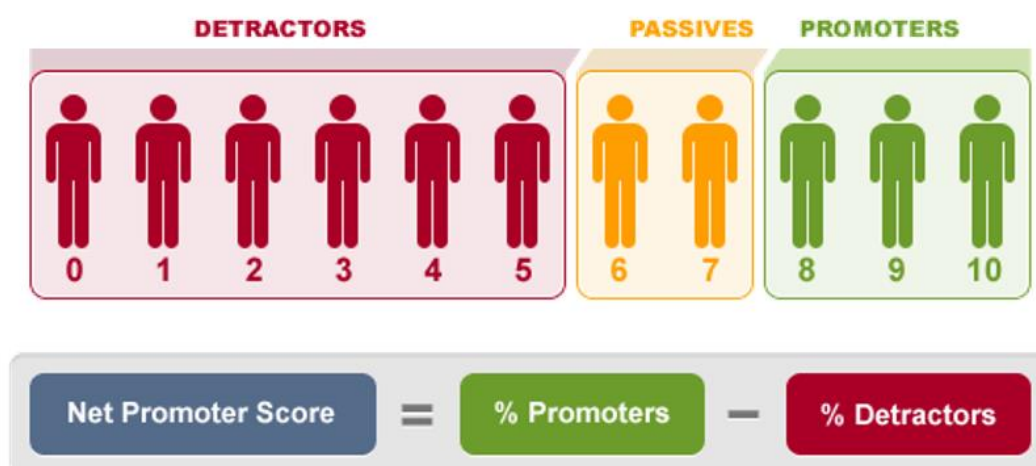 DETRACTORS PASSIVES PROMOTERS
0 1 2 3 4 5 6 7 8 9 10
Net Promoter Score = % Promoters − % Detractors